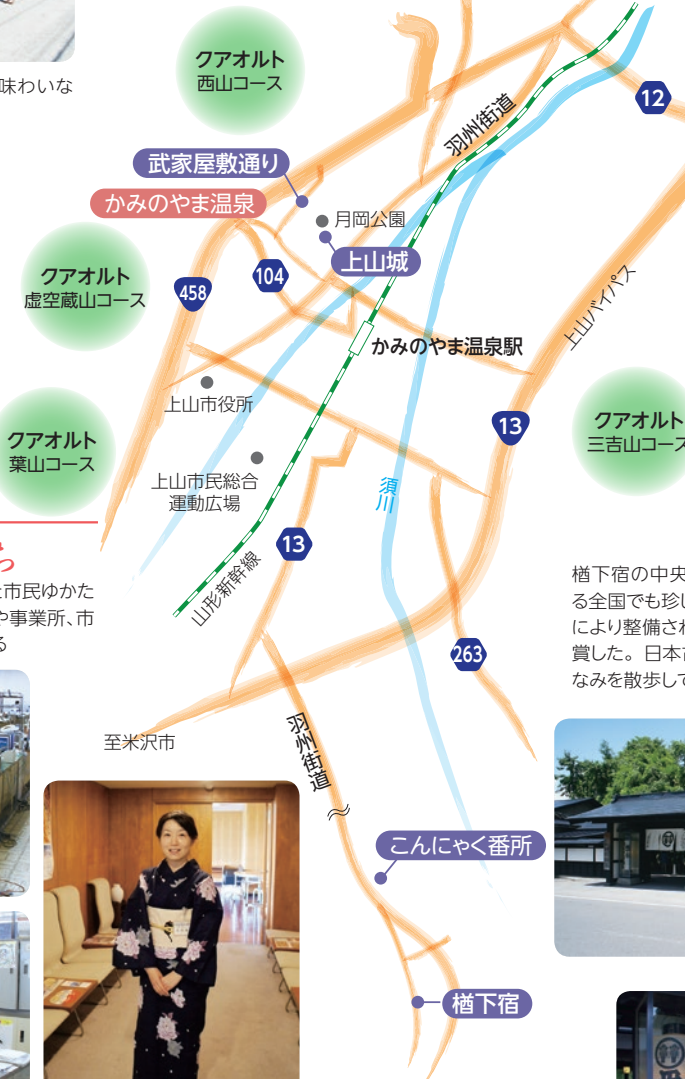 味わいな
クアオルト
西山コース
12
羽州街道
武家屋敷通り
かみのやま温泉
月岡公園
上山城
クアオルト
虚空蔵山コース
458
104
上山バイパス
かみのやま温泉駅
上山市役所
クアオルト
三吉山コース
クアオルト
葉山コース
13
上山市民総合
運動広場
須川
13
山形新幹線
市民ゆかた
や事業所、市
る
楢下宿の中央
る全国でも珍し
により整備され
賞した。日本
なみを散歩して
263
至米沢市
羽州街道
こんにゃく番所
楢下宿